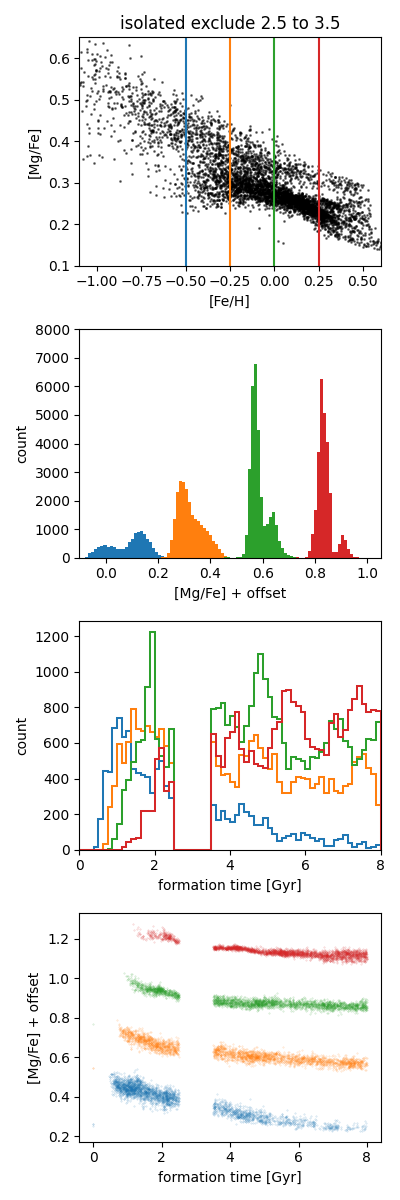 isolated exclude 2.5 to 3.5
[Mg/Fe]
0.6
0.5
0.4
0.3
0.2
0.1
−1.00 −0.75 −0.50 −0.25 0.00 0.25 0.50
[Fe/H]
count
8000
7000
6000
5000
4000
3000
2000
1000
0
0.0 0.2 0.4 0.6 0.8 1.0
[Mg/Fe] + offset
count
1200
1000
800
600
400
200
0
0 2 4 6 8
formation time [Gyr]
[Mg/Fe] + offset
1.2
1.0
0.8
0.6
0.4
0.2
0 2 4 6 8
formation time [Gyr]